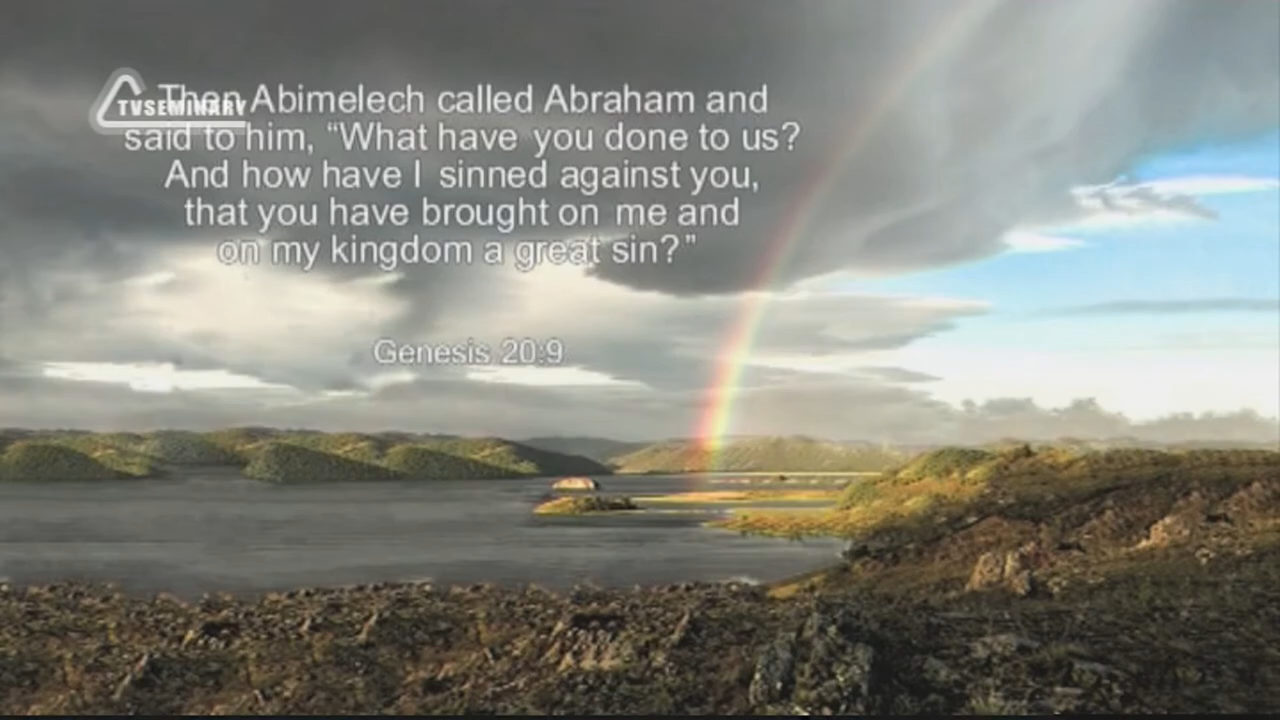 TVSEMINARY
Then Abimelech called Abraham and
said to him, “What have you done to us?
And how have I sinned against you,
that you have brought on me and
on my kingdom a great sin?”
Genesis 20:9